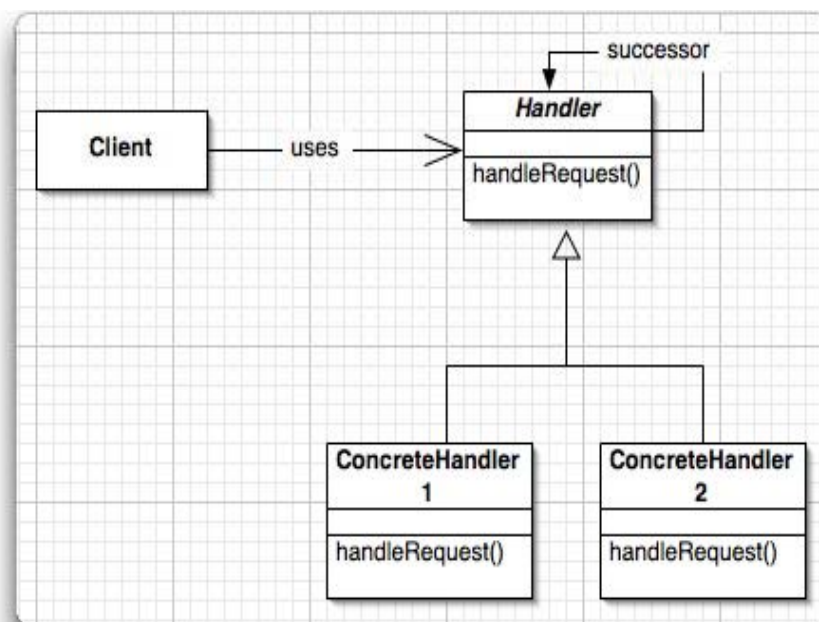 successor
Handler
Client
uses
handleRequest()
ConcreteHandler
1
handleRequest()
ConcreteHandler
2
handleRequest()